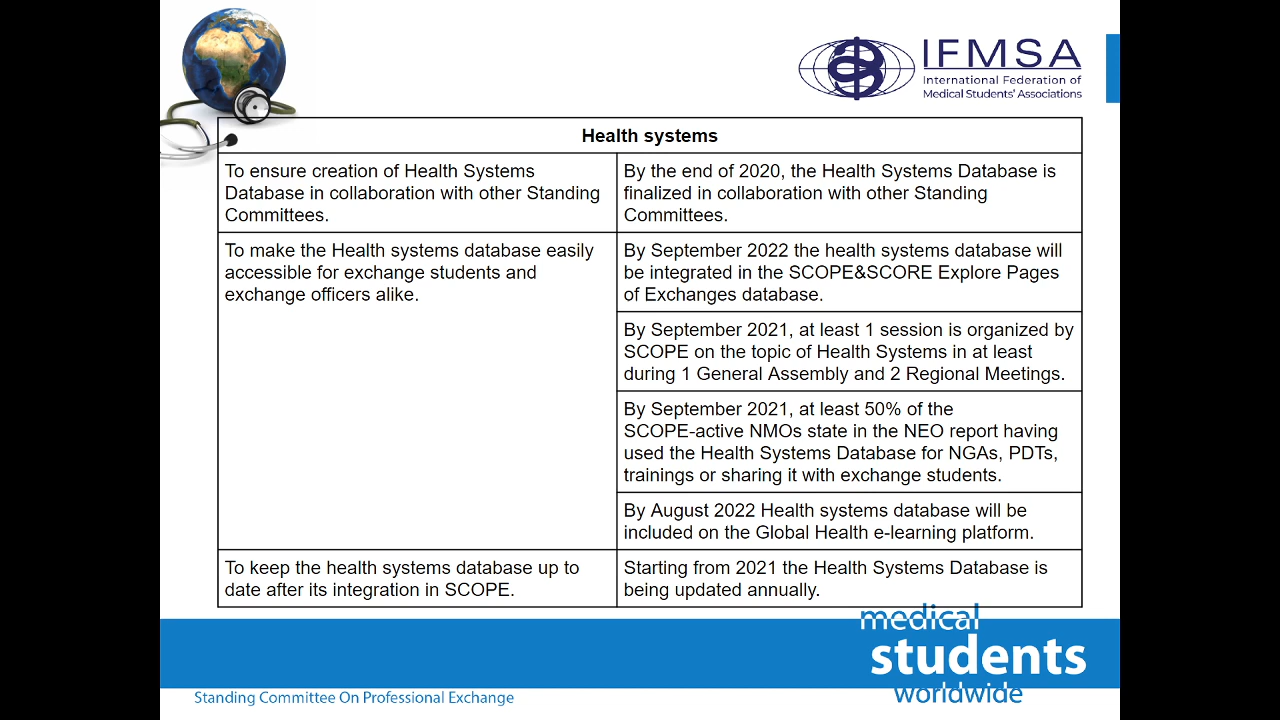 IFMSA
International Federation of
Medical Students' Associations
Health systems
To ensure creation of Health Systems
Database in collaboration with other Standing
Committees.
By the end of 2020, the Health Systems Database is
finalized in collaboration with other Standing
Committees.
To make the Health systems database easily
accessible for exchange students and
exchange officers alike.
By September 2022 the health systems database will
be integrated in the SCOPE&SCORE Explore Pages
of Exchanges database.
By September 2021, at least 1 session is organized by
SCOPE on the topic of Health Systems in at least
during 1 General Assembly and 2 Regional Meetings.
By September 2021, at least 50% of the
SCOPE-active NMOs state in the NEO report having
used the Health Systems Database for NGAs, PDTs,
trainings or sharing it with exchange students.
By August 2022 Health systems database will be
included on the Global Health e-learning platform.
To keep the health systems database up to
date after its integration in SCOPE.
Starting from 2021 the Health Systems Database is
being updated annually.
medical
students
worldwide
Standing Committee On Professional Exchange